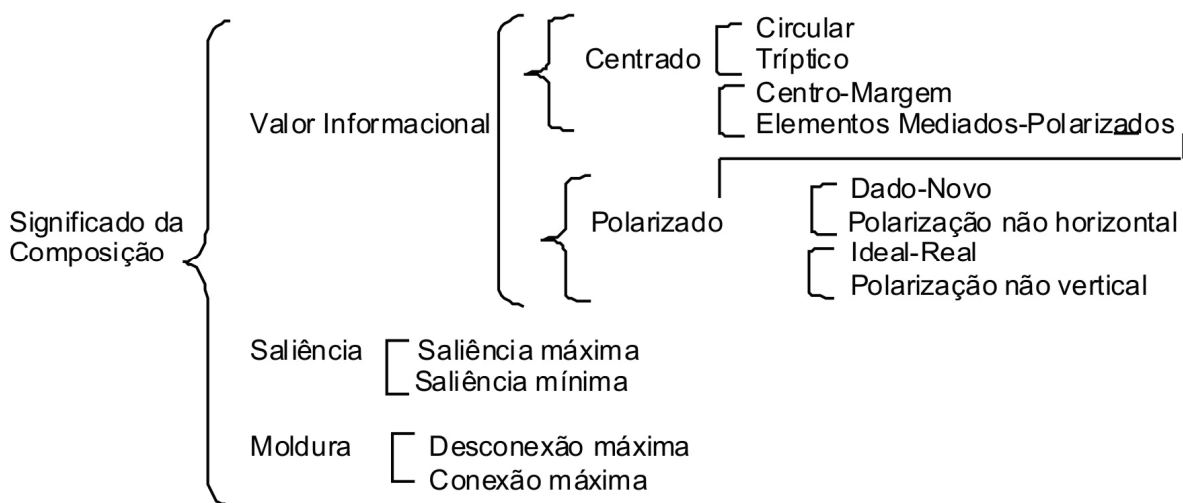 Circular
Centrado
Tríptico
Centro-Margem
Valor Informacional
Elementos Mediados-Polarizados
Dado-Novo
Significado da
Polarizado
Polarização não horizontal
Composição
Ideal-Real
Polarização não vertical
Saliência
Saliência máxima
Saliência mínima
Moldura
Desconexão máxima
Conexão máxima